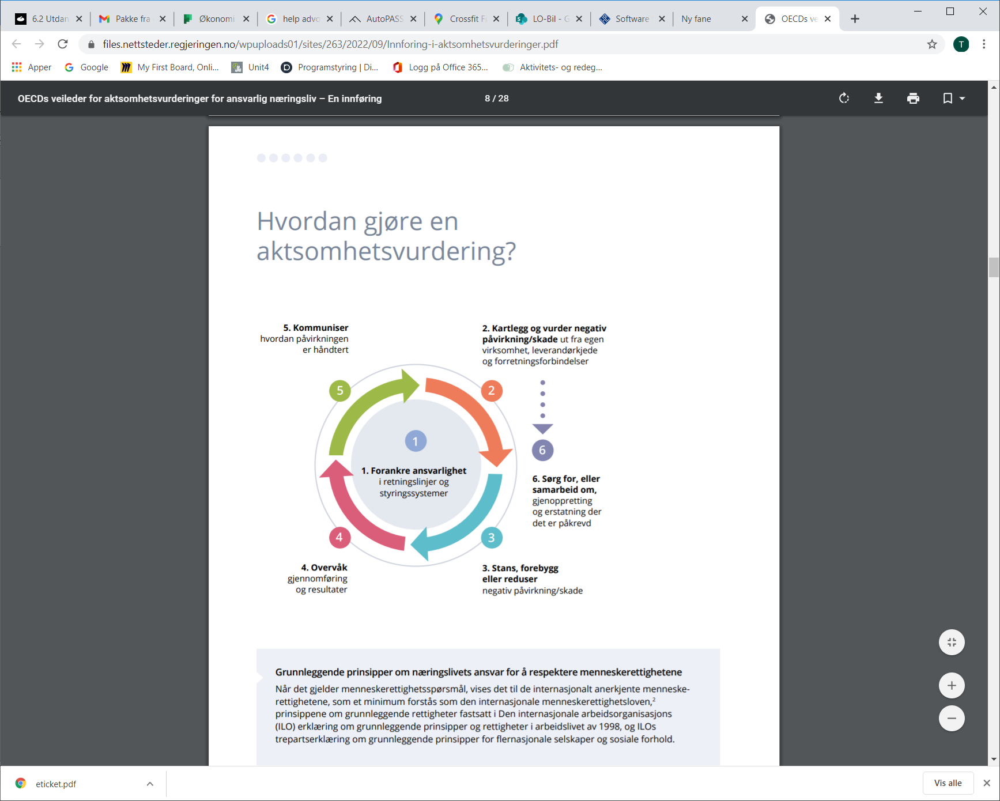 6.2 Utdan
Pakke fra
Økonomi
help advo
AutoPASS
Crossfit F
LO-Bil - G
Software
Ny fane
OECDs ve
files.nettsteder.regjeringen.no/wpuploads01/sites/263/2022/09/Innforing-i-aktsomhetsvurderinger.pdf
T
Apper
Google
My First Board, Onli...
Unit4
Programstyring | Di...
Logg på Office 365...
Aktivitets- og redeg...
OECDs veileder for aktsomhetsvurderinger for ansvarlig næringsliv – En innføring
8 / 28
Hvordan gjøre en
aktsomhetsvurdering?
5. Kommuniser
hvordan påvirkningen
er håndtert
2. Kartlegg og vurder negativ
påvirkning/skade ut fra egen
virksomhet, leverandørkjede
og forretningsforbindelser
5
2
1
6
1. Forankre ansvarlighet
i retningslinjer og
styringssystemer
6. Sørg for, eller
samarbeid om,
gjenoppretting
og erstatning der
det er påkrevd
4
3
4. Overvåk
gjennomføring
og resultater
3. Stans, forebygg
eller reduser
negativ påvirkning/skade
Grunnleggende prinsipper om næringslivets ansvar for å respektere menneskerettighetene
Når det gjelder menneskerettighetsspørsmål, vises det til de internasjonalt anerkjente menneske-
rettighetene, som et minimum forstås som den internasjonale menneskerettighetsloven,²
prinsippene om grunnleggende rettigheter fastsatt i Den internasjonale arbeidsorganisasjons
(ILO) erklæring om grunnleggende prinsipper og rettigheter i arbeidslivet av 1998, og ILOs
trepartserklæring om grunnleggende prinsipper for flernasjonale selskaper og sosiale forhold.
eticket.pdf
Vis alle